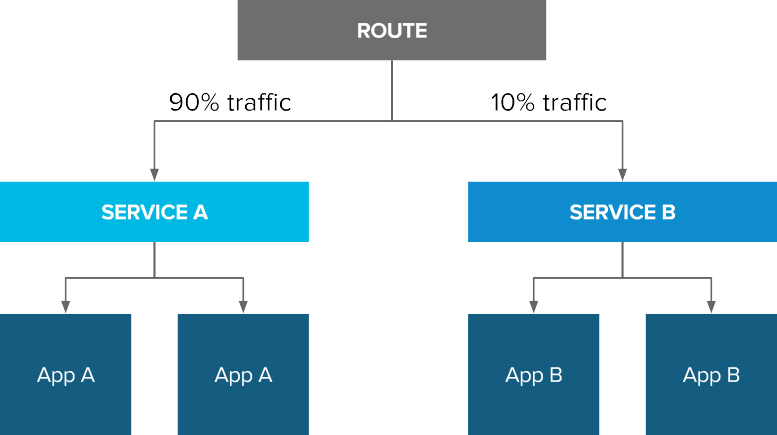 ROUTE
90% traffic
10% traffic
SERVICE A
SERVICE B
App A
App A
App B
App B